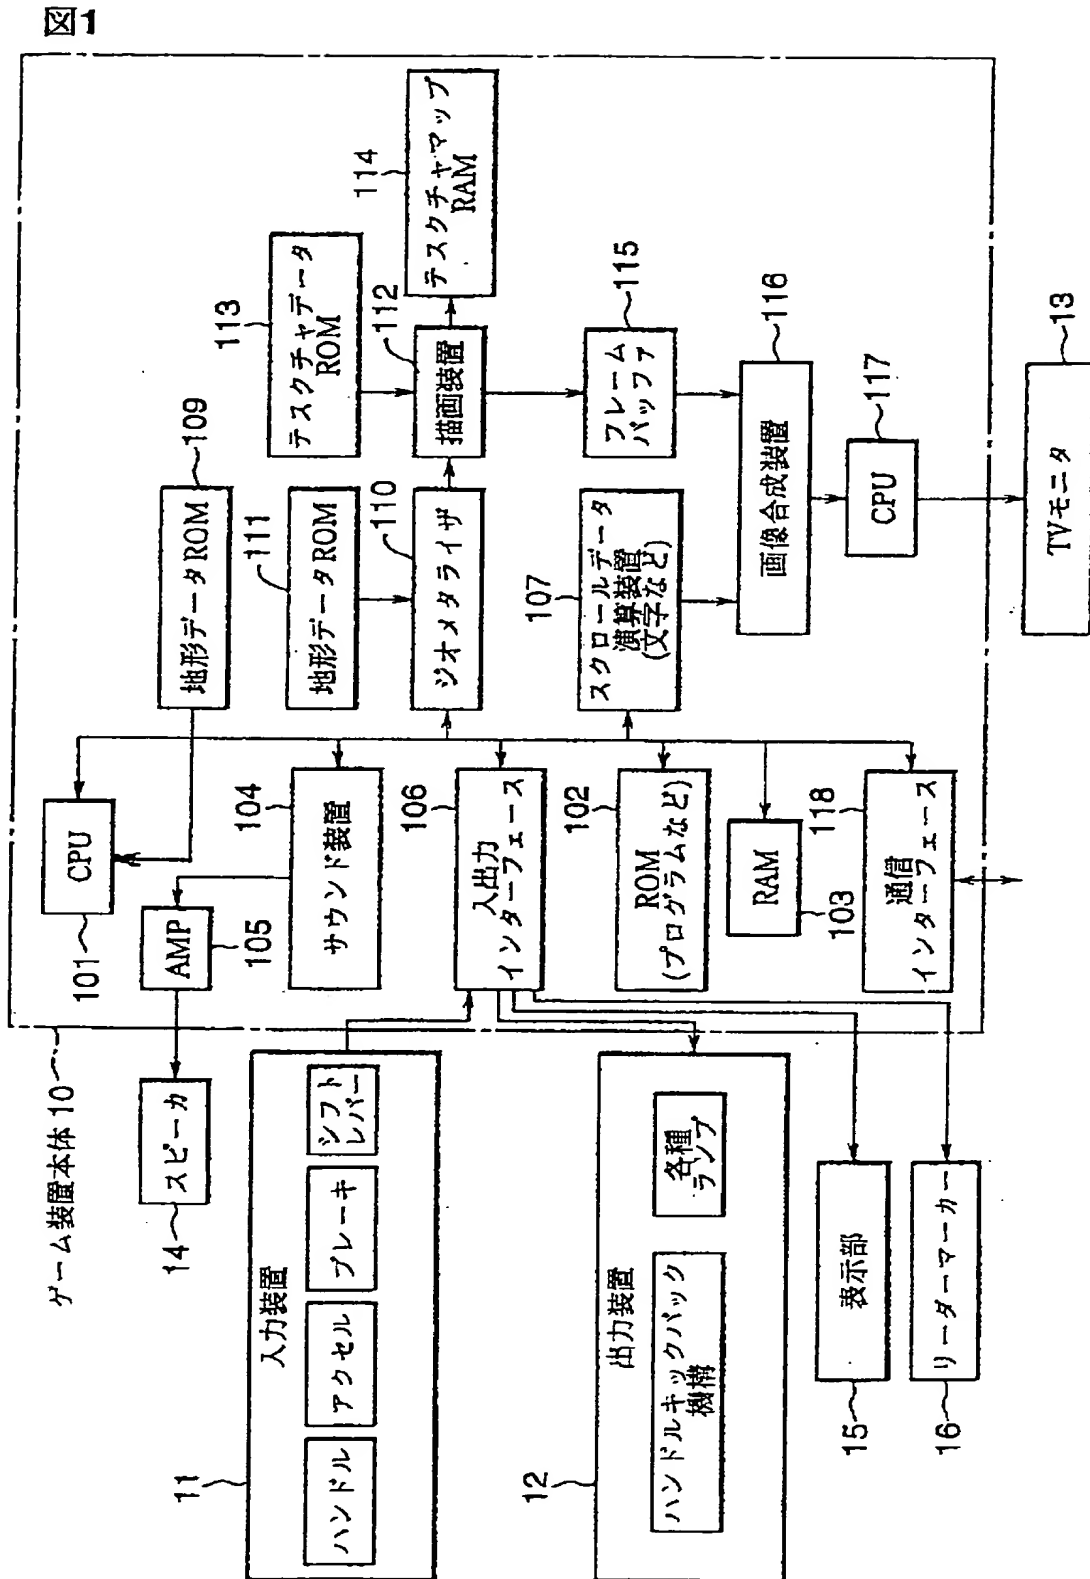 図1
ゲーム装置本体 10
CPU
101
AMP
105
サウンド装置
104
入出力
インターフェース
106
ROM
(プログラムなど)
102
RAM
103
通信
インターフェース
118
地形データROM
109
地形データROM
111
ジオメタライザ
110
スクロールデータ
演算装置
(文字など)
107
テスクチャデータ
ROM
113
描画装置
112
テスクチャマップ
RAM
114
フレーム
バッファ
115
画像合成装置
116
CPU
117
TVモニタ
13
スピーカ
14
入力装置
11
ハンドル
アクセル
ブレーキ
シフト
レバー
出力装置
12
ハンドルキックバック
機構
各種
ランプ
表示部
15
リーダーマーカー
16